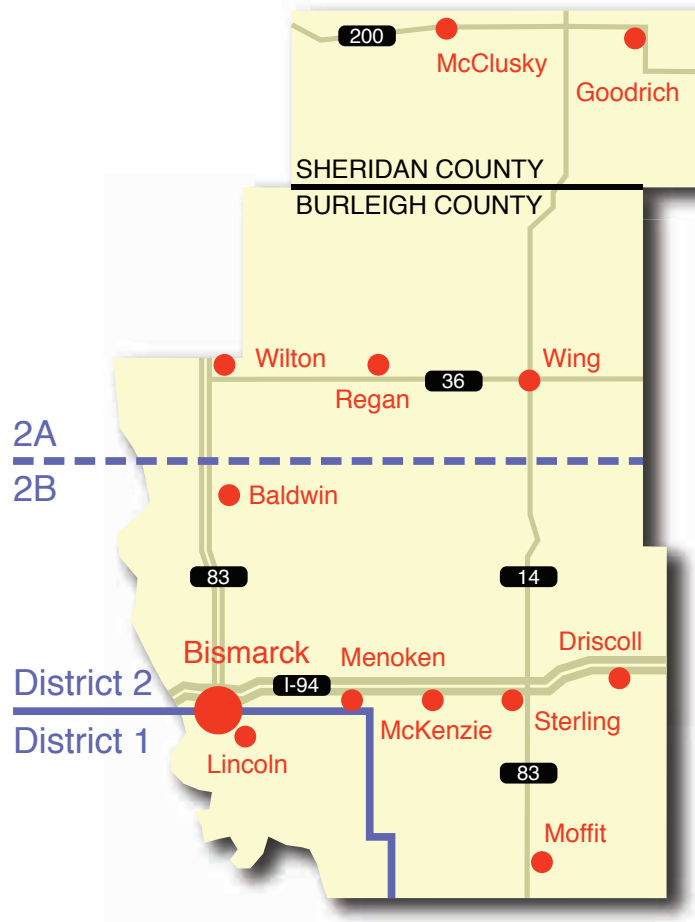 200
McClusky
Goodrich
SHERIDAN COUNTY
BURLEIGH COUNTY
Wilton
Wing
Regan
36
2A
2B
Baldwin
83
14
Driscoll
Bismarck
Menoken
District 2
I-94
District 1
McKenzie
Sterling
Lincoln
83
Moffit